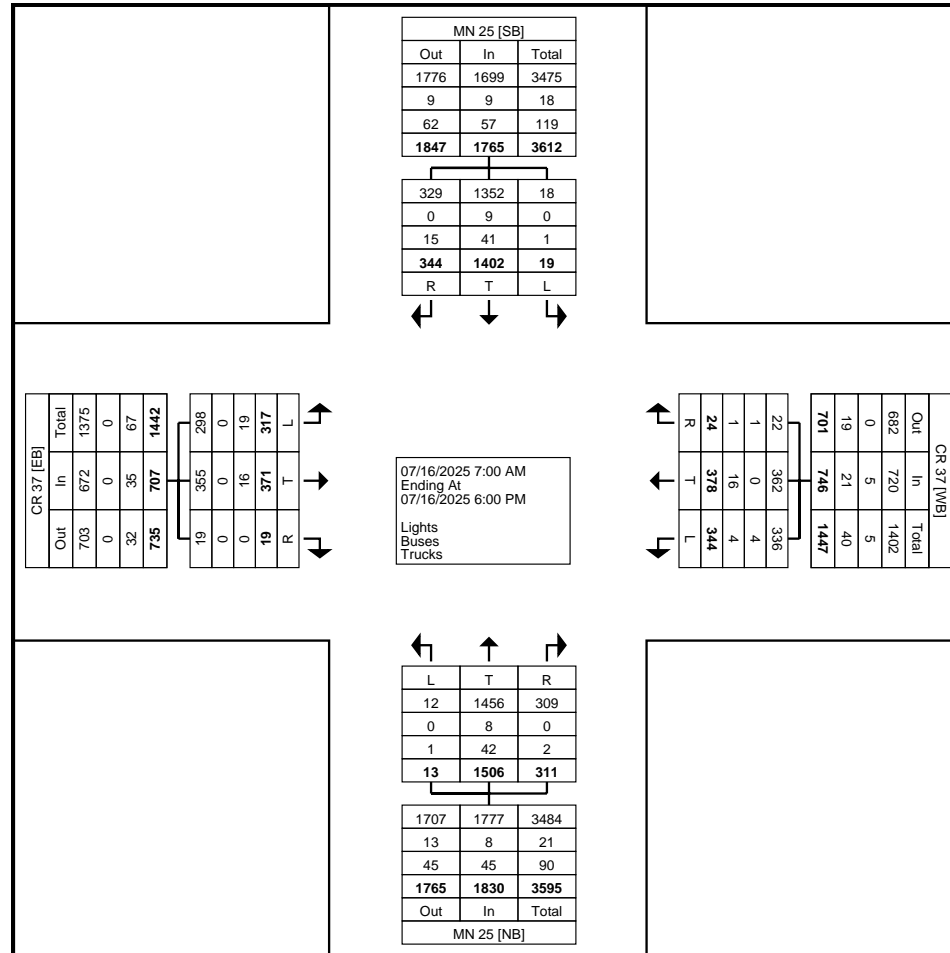 MN 25 [SB]
Out In Total
1776 1699 3475
9 9 18
62 57 119
1847 1765 3612
329 1352 18
0 9 0
15 41 1
344 1402 19
R T L
CR 37 [EB]
Total In Out
1375 672 703
0 0 0
67 35 32
1442 707 735
298 355 19
0 0 0
19 16 0
317 371 19
L T R
07/16/2025 7:00 AM
Ending At
07/16/2025 6:00 PM
Lights
Buses
Trucks
R T L
24 378 344
1 16 4
1 0 4
22 362 336
701 746 1447
19 21 40
0 5 5
682 720 1402
Out In Total
CR 37 [WB]
L T R
12 1456 309
0 8 0
1 42 2
13 1506 311
1707 1777 3484
13 8 21
45 45 90
1765 1830 3595
Out In Total
MN 25 [NB]